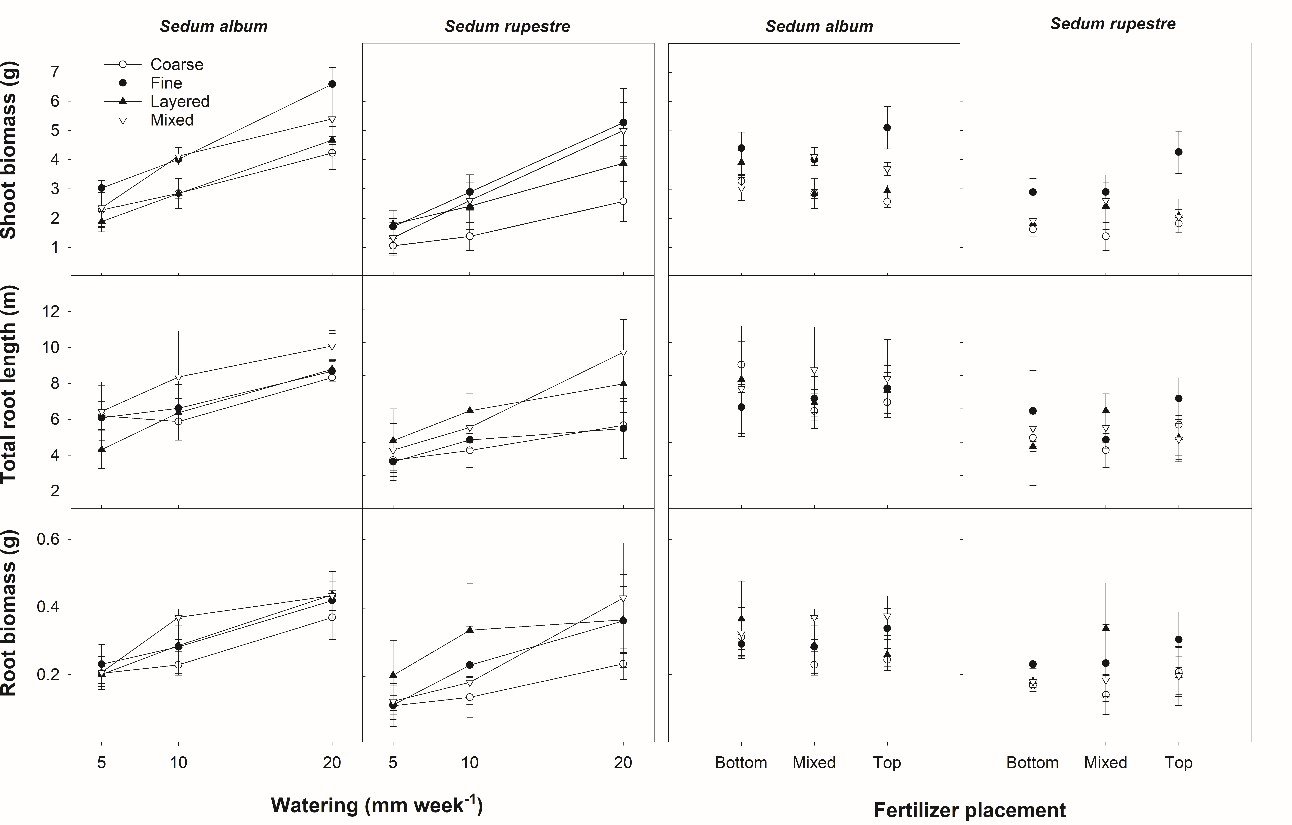 Sedum album
Sedum rupestre
Sedum album
Sedum rupestre
Coarse
Fine
Layered
Mixed
Shoot biomass (g)
7
6
5
4
3
2
1
Total root length (m)
12
10
8
6
4
2
Root biomass (g)
0.6
0.4
0.2
5 10 20 5 10 20 Bottom Mixed Top Bottom Mixed Top
Watering (mm week⁻¹)
Fertilizer placement